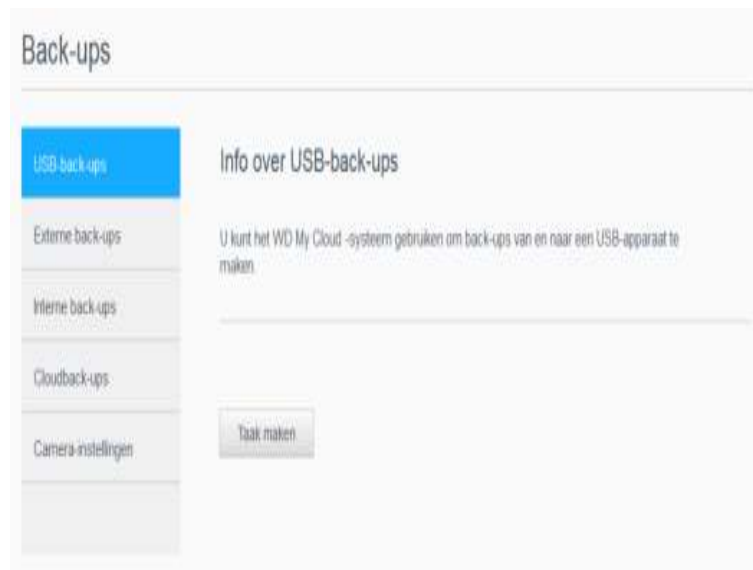 Back-ups
USB-back-ups
Externe back-ups
Interne back-ups
Cloudback-ups
Camera-instellingen
Info over USB-back-ups
U kunt het WD My Cloud -systeem gebruiken om back-ups van en naar een USB-apparaat te
maken.
Taak maken